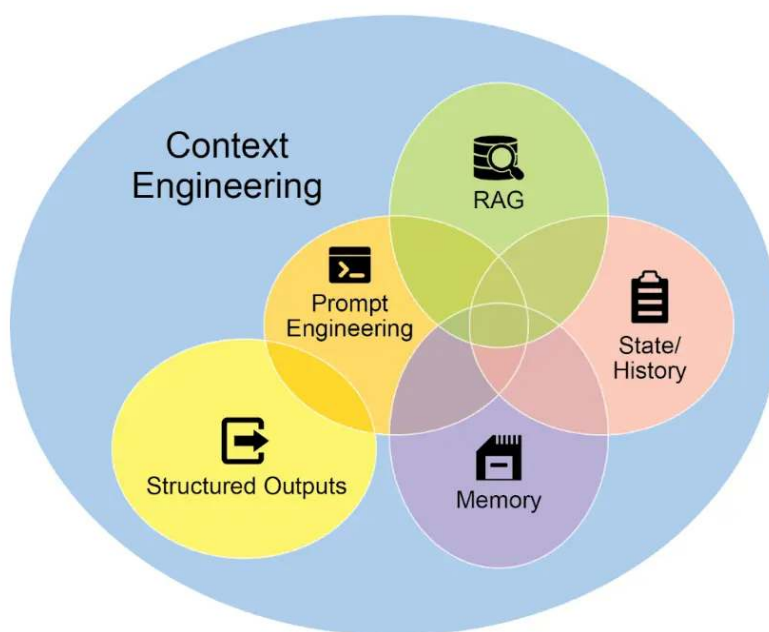 Context
Engineering
RAG
Prompt
Engineering
State/
History
Structured Outputs
Memory